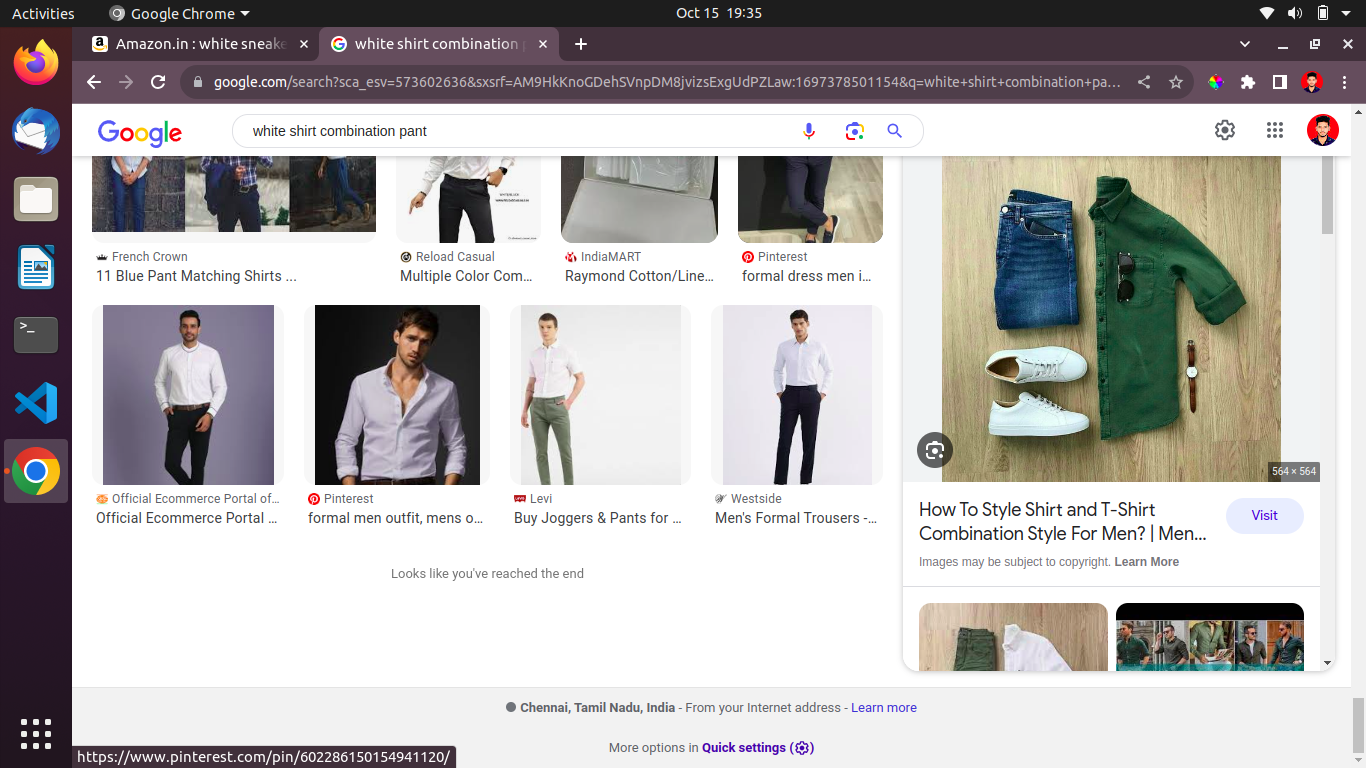 Activities
Google Chrome
Oct 15 19:35
Amazon.in : white sneake
white shirt combination
google.com/search?sca_esv=573602636&sxsrf=AM9HkKnoGDehSVnpDM8jvizsExgUdPZLaw:1697378501154&q=white+shirt+combination+pa…
Google
white shirt combination pant
French Crown
11 Blue Pant Matching Shirts ...
Reload Casual
Multiple Color Com…
IndiaMART
Raymond Cotton/Line…
Pinterest
formal dress men i…
564 × 564
Official Ecommerce Portal of…
Official Ecommerce Portal …
Pinterest
formal men outfit, mens o…
Levi
Buy Joggers & Pants for …
Westside
Men's Formal Trousers -…
How To Style Shirt and T-Shirt
Combination Style For Men? | Men…
Visit
Images may be subject to copyright. Learn More
Looks like you've reached the end
Chennai, Tamil Nadu, India - From your Internet address - Learn more
More options in Quick settings ( )
https://www.pinterest.com/pin/602286150154941120/